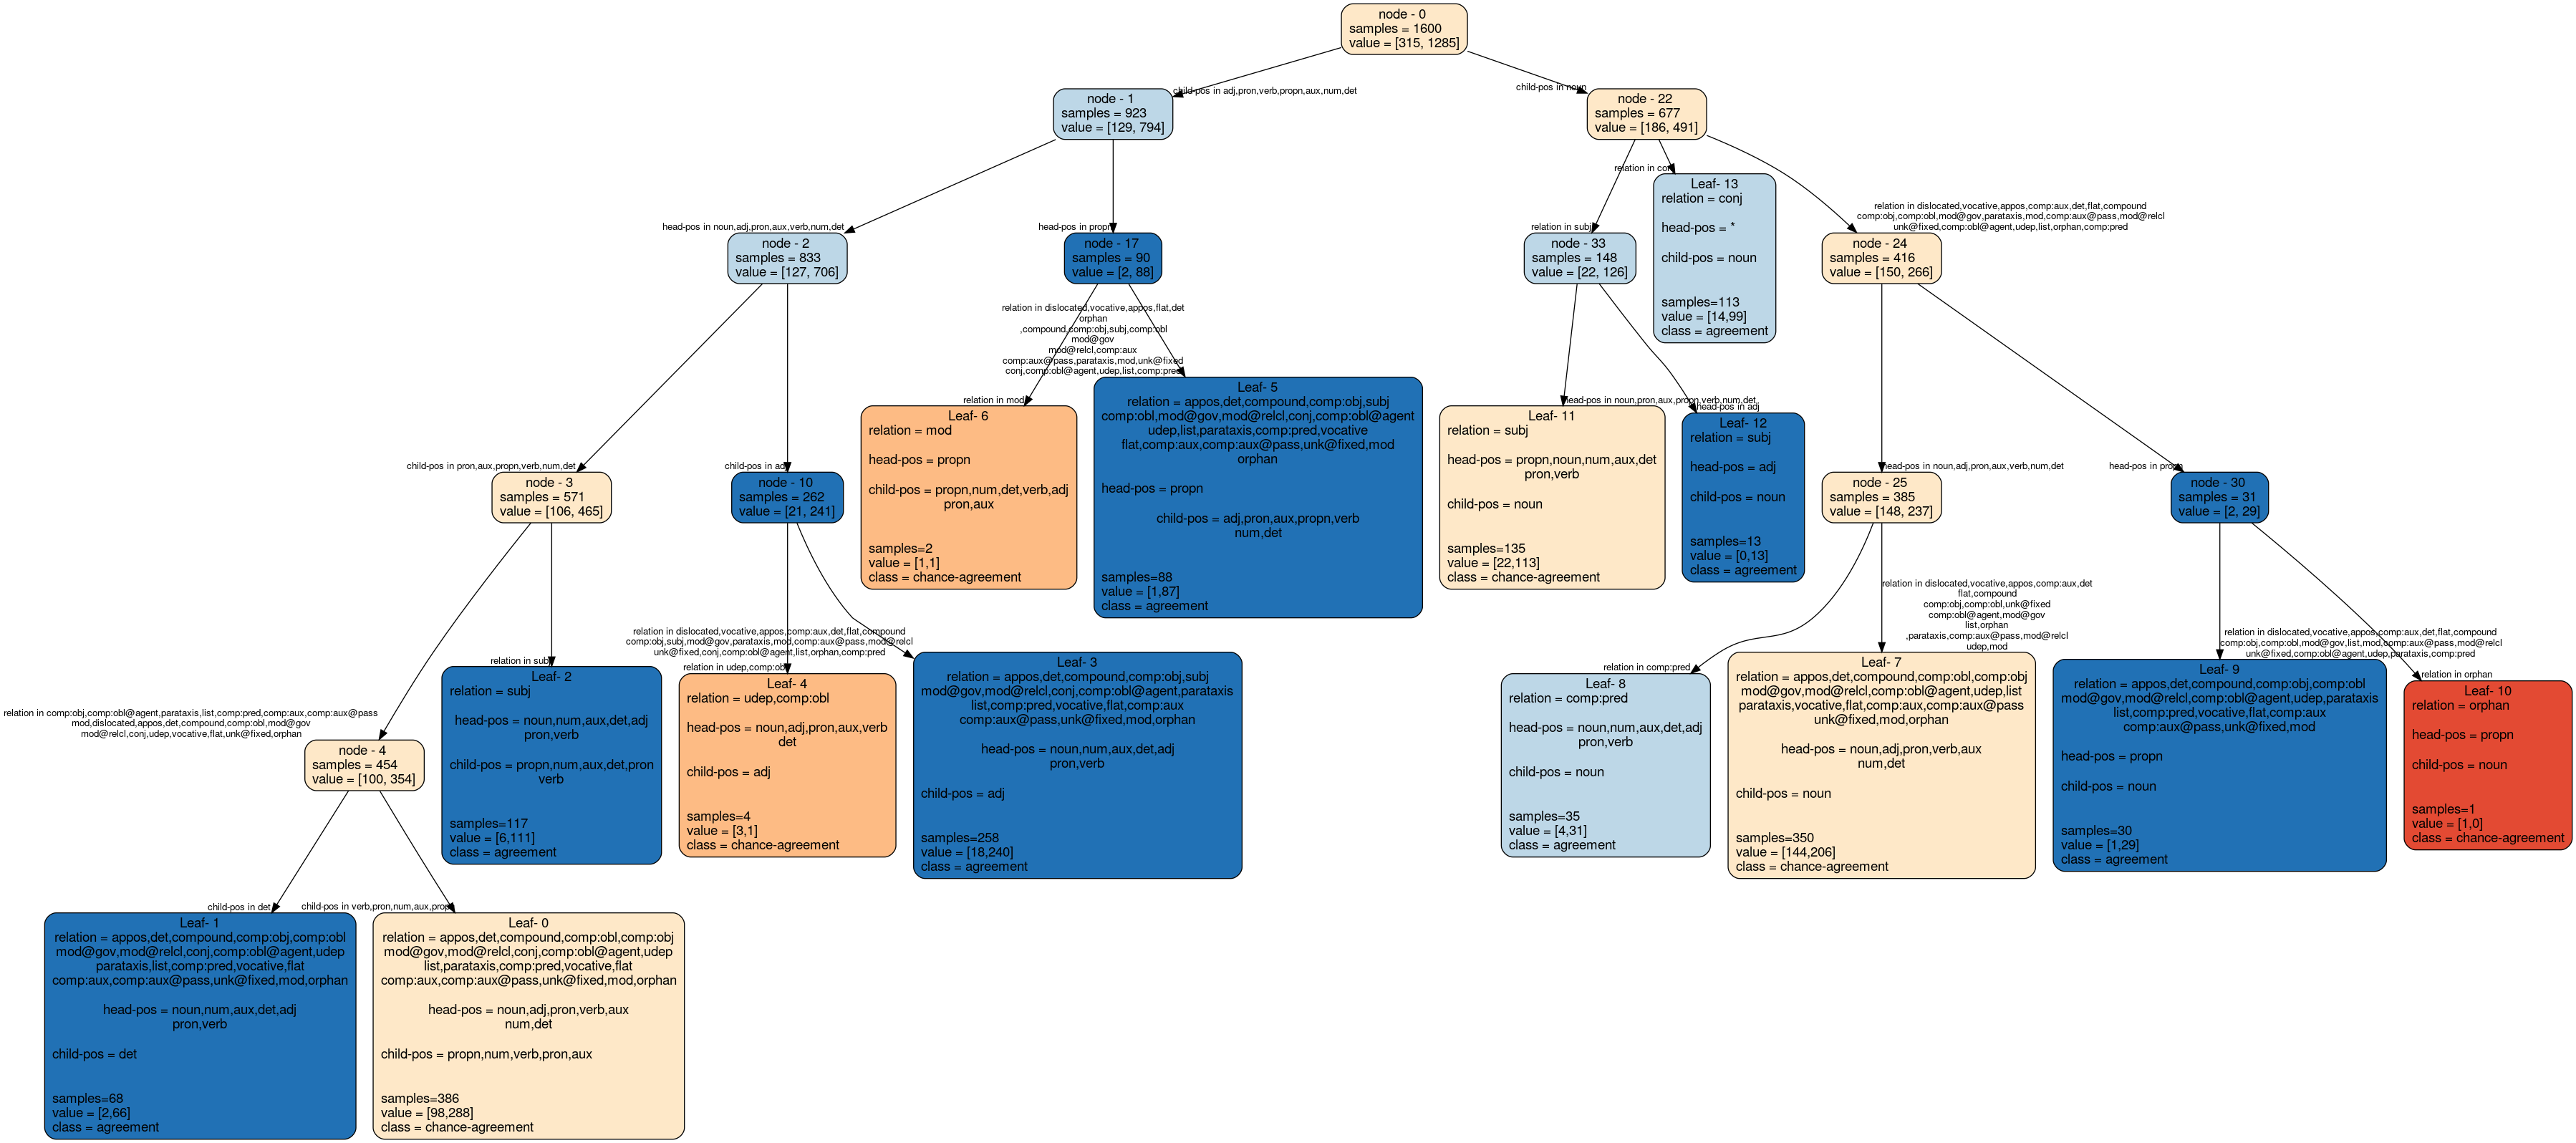 node - 0
samples = 1600
value = [315, 1285]
child-pos in adj,pron,verb,propn,aux,num,det
child-pos in noun
node - 1
samples = 923
value = [129, 794]
node - 22
samples = 677
value = [186, 491]
head-pos in noun,adj,pron,aux,verb,num,det
head-pos in propn
relation in subj
relation in conj
relation in dislocated,vocative,appos,comp:aux,det,flat,compound
comp:obj,comp:obl,mod@gov,parataxis,mod,comp:aux@pass,mod@relcl
unk@fixed,comp:obl@agent,udep,list,orphan,comp:pred
node - 2
samples = 833
value = [127, 706]
node - 17
samples = 90
value = [2, 88]
node - 33
samples = 148
value = [22, 126]
Leaf- 13
relation = conj
head-pos = *
child-pos = noun
samples=113
value = [14,99]
class = agreement
node - 24
samples = 416
value = [150, 266]
child-pos in pron,aux,propn,verb,num,det
child-pos in adj
relation in mod
relation in dislocated,vocative,appos,flat,det
orphan
,compound,comp:obj,subj,comp:obl
mod@gov
mod@relcl,comp:aux
comp:aux@pass,parataxis,mod,unk@fixed
conj,comp:obl@agent,udep,list,comp:pred
head-pos in noun,pron,aux,propn,verb,num,det
head-pos in adj
head-pos in noun,adj,pron,aux,verb,num,det
head-pos in propn
node - 3
samples = 571
value = [106, 465]
node - 10
samples = 262
value = [21, 241]
Leaf- 6
relation = mod
head-pos = propn
child-pos = propn,num,det,verb,adj
pron,aux
samples=2
value = [1,1]
class = chance-agreement
Leaf- 5
relation = appos,det,compound,comp:obj,subj
comp:obl,mod@gov,mod@relcl,conj,comp:obl@agent
udep,list,parataxis,comp:pred,vocative
flat,comp:aux,comp:aux@pass,unk@fixed,mod
orphan
head-pos = propn
child-pos = adj,pron,aux,propn,verb
num,det
samples=88
value = [1,87]
class = agreement
Leaf- 11
relation = subj
head-pos = propn,noun,num,aux,det
pron,verb
child-pos = noun
samples=135
value = [22,113]
class = chance-agreement
Leaf- 12
relation = subj
head-pos = adj
child-pos = noun
samples=13
value = [0,13]
class = agreement
node - 25
samples = 385
value = [148, 237]
node - 30
samples = 31
value = [2, 29]
relation in comp:obj,comp:obl@agent,parataxis,list,comp:pred,comp:aux,comp:aux@pass
mod,dislocated,appos,det,compound,comp:obl,mod@gov
mod@relcl,conj,udep,vocative,flat,unk@fixed,orphan
relation in subj
relation in udep,comp:obl
relation in dislocated,vocative,appos,comp:aux,det,flat,compound
comp:obj,subj,mod@gov,parataxis,mod,comp:aux@pass,mod@relcl
unk@fixed,conj,comp:obl@agent,list,orphan,comp:pred
relation in comp:pred
relation in dislocated,vocative,appos,comp:aux,det
flat,compound
comp:obj,comp:obl,unk@fixed
comp:obl@agent,mod@gov
list,orphan
,parataxis,comp:aux@pass,mod@relcl
udep,mod
relation in dislocated,vocative,appos,comp:aux,det,flat,compound
comp:obj,comp:obl,mod@gov,list,mod,comp:aux@pass,mod@relcl
unk@fixed,comp:obl@agent,udep,parataxis,comp:pred
relation in orphan
node - 4
samples = 454
value = [100, 354]
Leaf- 2
relation = subj
head-pos = noun,num,aux,det,adj
pron,verb
child-pos = propn,num,aux,det,pron
verb
samples=117
value = [6,111]
class = agreement
Leaf- 4
relation = udep,comp:obl
head-pos = noun,adj,pron,aux,verb
det
child-pos = adj
samples=4
value = [3,1]
class = chance-agreement
Leaf- 3
relation = appos,det,compound,comp:obj,subj
mod@gov,mod@relcl,conj,comp:obl@agent,parataxis
list,comp:pred,vocative,flat,comp:aux
comp:aux@pass,unk@fixed,mod,orphan
head-pos = noun,num,aux,det,adj
pron,verb
child-pos = adj
samples=258
value = [18,240]
class = agreement
Leaf- 8
relation = comp:pred
head-pos = noun,num,aux,det,adj
pron,verb
child-pos = noun
samples=35
value = [4,31]
class = agreement
Leaf- 7
relation = appos,det,compound,comp:obl,comp:obj
mod@gov,mod@relcl,comp:obl@agent,udep,list
parataxis,vocative,flat,comp:aux,comp:aux@pass
unk@fixed,mod,orphan
head-pos = noun,adj,pron,verb,aux
num,det
child-pos = noun
samples=350
value = [144,206]
class = chance-agreement
Leaf- 9
relation = appos,det,compound,comp:obj,comp:obl
mod@gov,mod@relcl,comp:obl@agent,udep,parataxis
list,comp:pred,vocative,flat,comp:aux
comp:aux@pass,unk@fixed,mod
head-pos = propn
child-pos = noun
samples=30
value = [1,29]
class = agreement
Leaf- 10
relation = orphan
head-pos = propn
child-pos = noun
samples=1
value = [1,0]
class = chance-agreement
child-pos in det
child-pos in verb,pron,num,aux,propn
Leaf- 1
relation = appos,det,compound,comp:obj,comp:obl
mod@gov,mod@relcl,conj,comp:obl@agent,udep
parataxis,list,comp:pred,vocative,flat
comp:aux,comp:aux@pass,unk@fixed,mod,orphan
head-pos = noun,num,aux,det,adj
pron,verb
child-pos = det
samples=68
value = [2,66]
class = agreement
Leaf- 0
relation = appos,det,compound,comp:obl,comp:obj
mod@gov,mod@relcl,conj,comp:obl@agent,udep
list,parataxis,comp:pred,vocative,flat
comp:aux,comp:aux@pass,unk@fixed,mod,orphan
head-pos = noun,adj,pron,verb,aux
num,det
child-pos = propn,num,verb,pron,aux
samples=386
value = [98,288]
class = chance-agreement